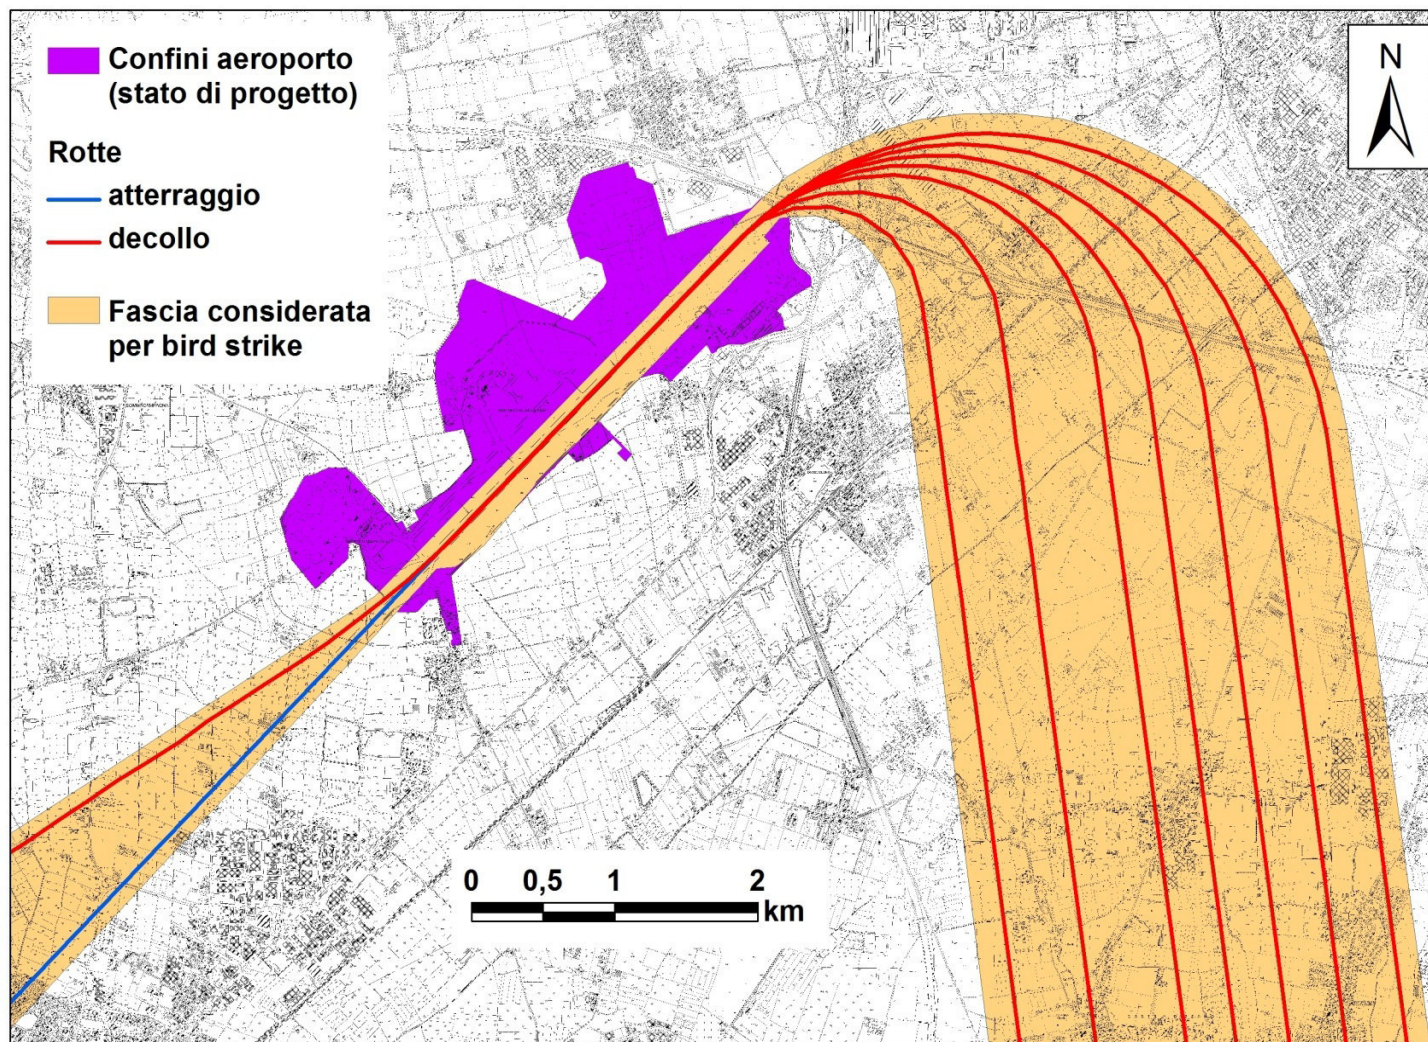 Confini aeroporto
(stato di progetto)
Rotte
atterraggio
decollo
Fascia considerata
per bird strike
N
0 0,5 1 2
km